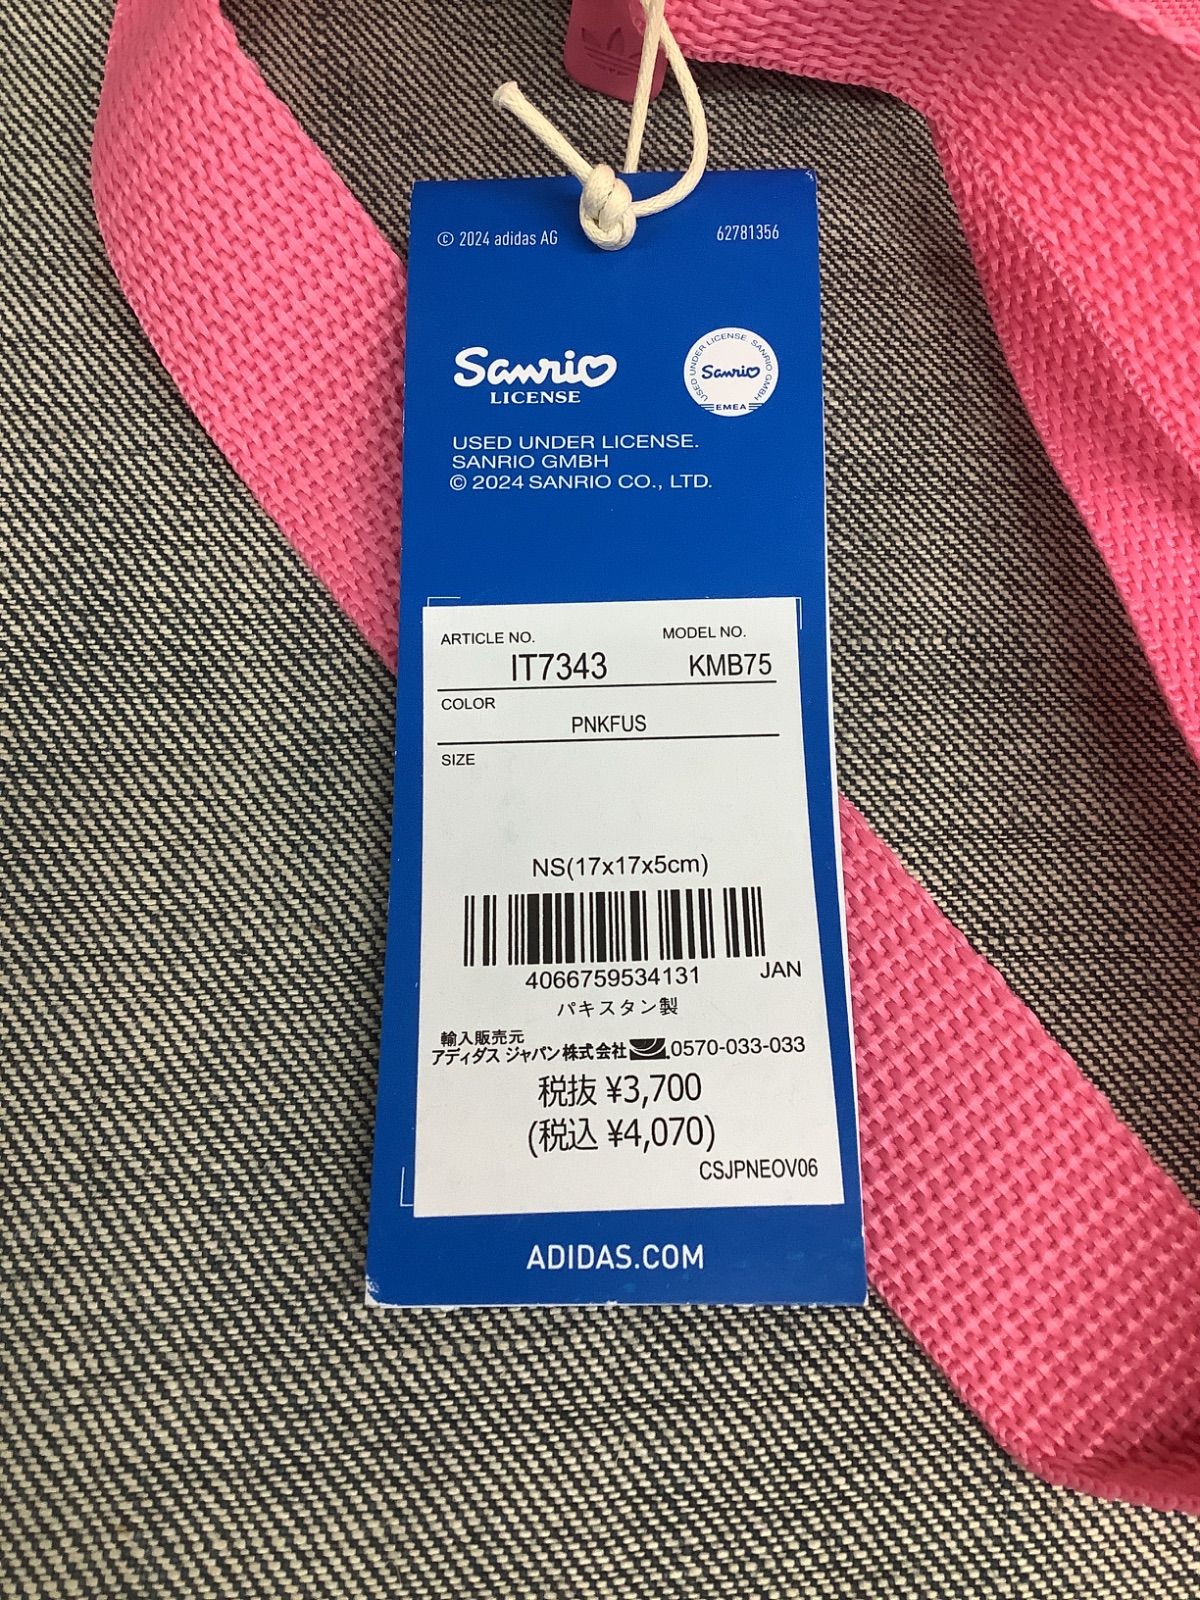 © 2024 adidas AG 62781356
Sanrio
LICENSE
USED UNDER LICENSE. SANRIO GMBH
Sanrio
EMEA
USED UNDER LICENSE.
SANRIO GMBH
© 2024 SANRIO CO., LTD.
ARTICLE NO. MODEL NO.
IT7343 KMB75
COLOR
PNKFUS
SIZE
NS(17x17x5cm)
4066759534131 JAN
パキスタン製
輸入販売元
アディダス ジャパン株式会社 0570-033-033
税抜 ¥3,700
(税込 ¥4,070)
CSJPNEOV06
ADIDAS.COM